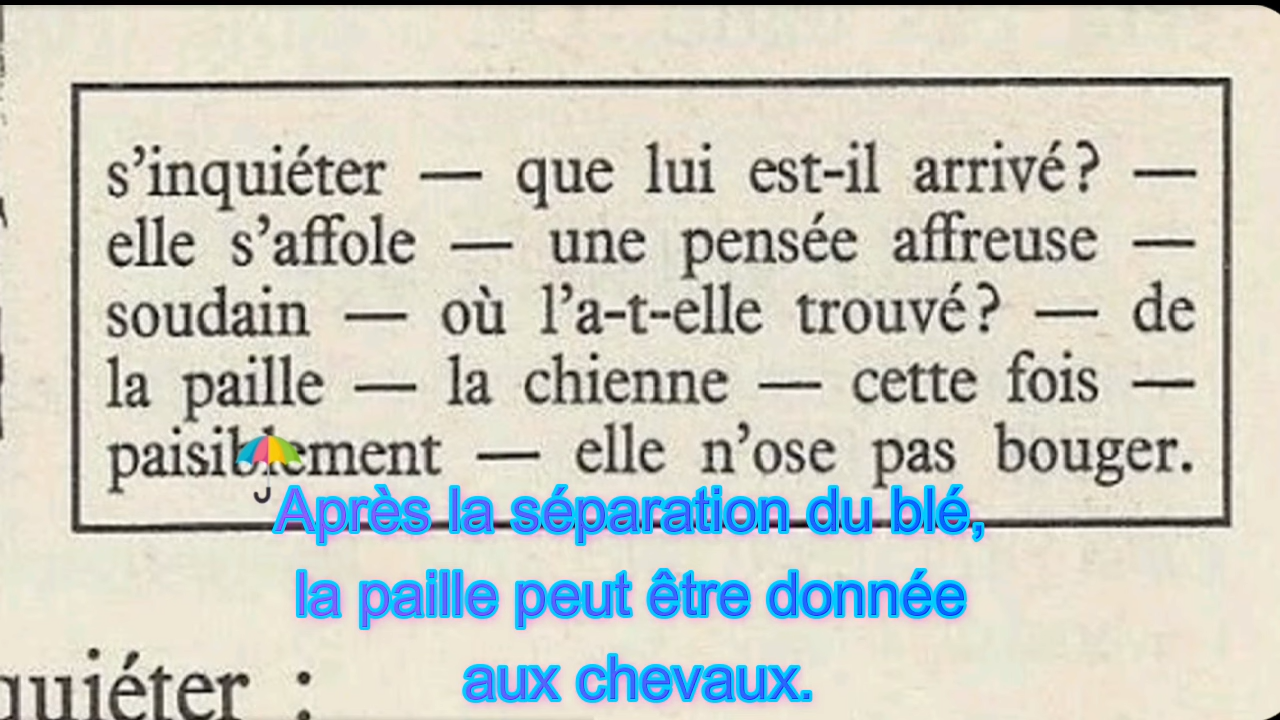 s'inquiéter — que lui est-il arrivé? —
elle s'affole — une pensée affreuse —
soudain — où l'a-t-elle trouvé? — de
la paille — la chienne — cette fois —
paisiblement — elle n'ose pas bouger.
Après la séparation du blé,
la paille peut être donnée
aux chevaux.
quiéter :